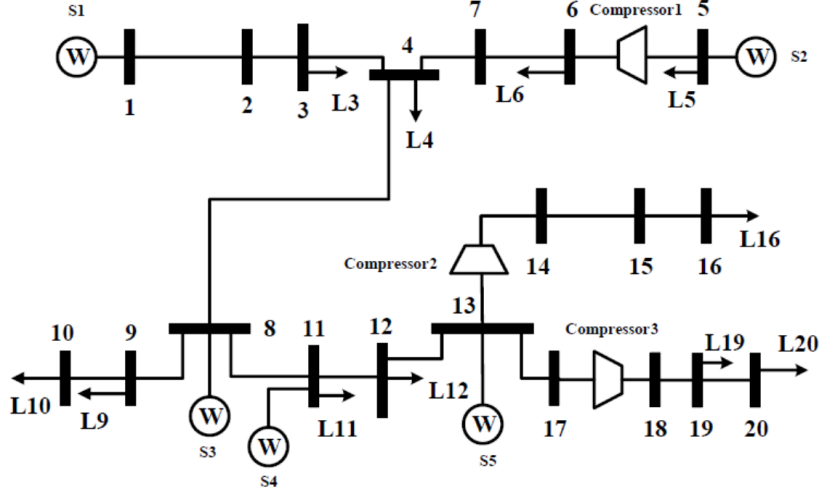 S1
7
6
Compressor1
5
W
4
W
S2
1
2
3
L3
L6
L5
L4
L16
Compressor2
14
15
16
13
10
9
8
11
12
Compressor3
L19
L20
L10
L9
W
L11
L12
W
W
17
18
19
20
S3
S4
S5